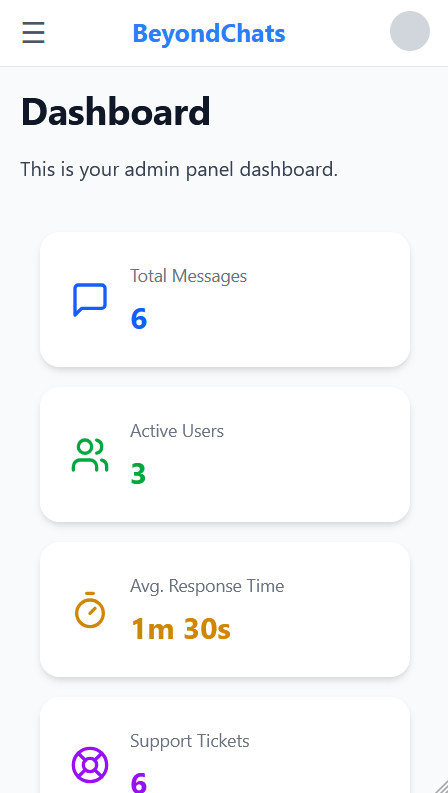 BeyondChats
Dashboard
This is your admin panel dashboard.
Total Messages
6
Active Users
3
Avg. Response Time
1m 30s
Support Tickets
6